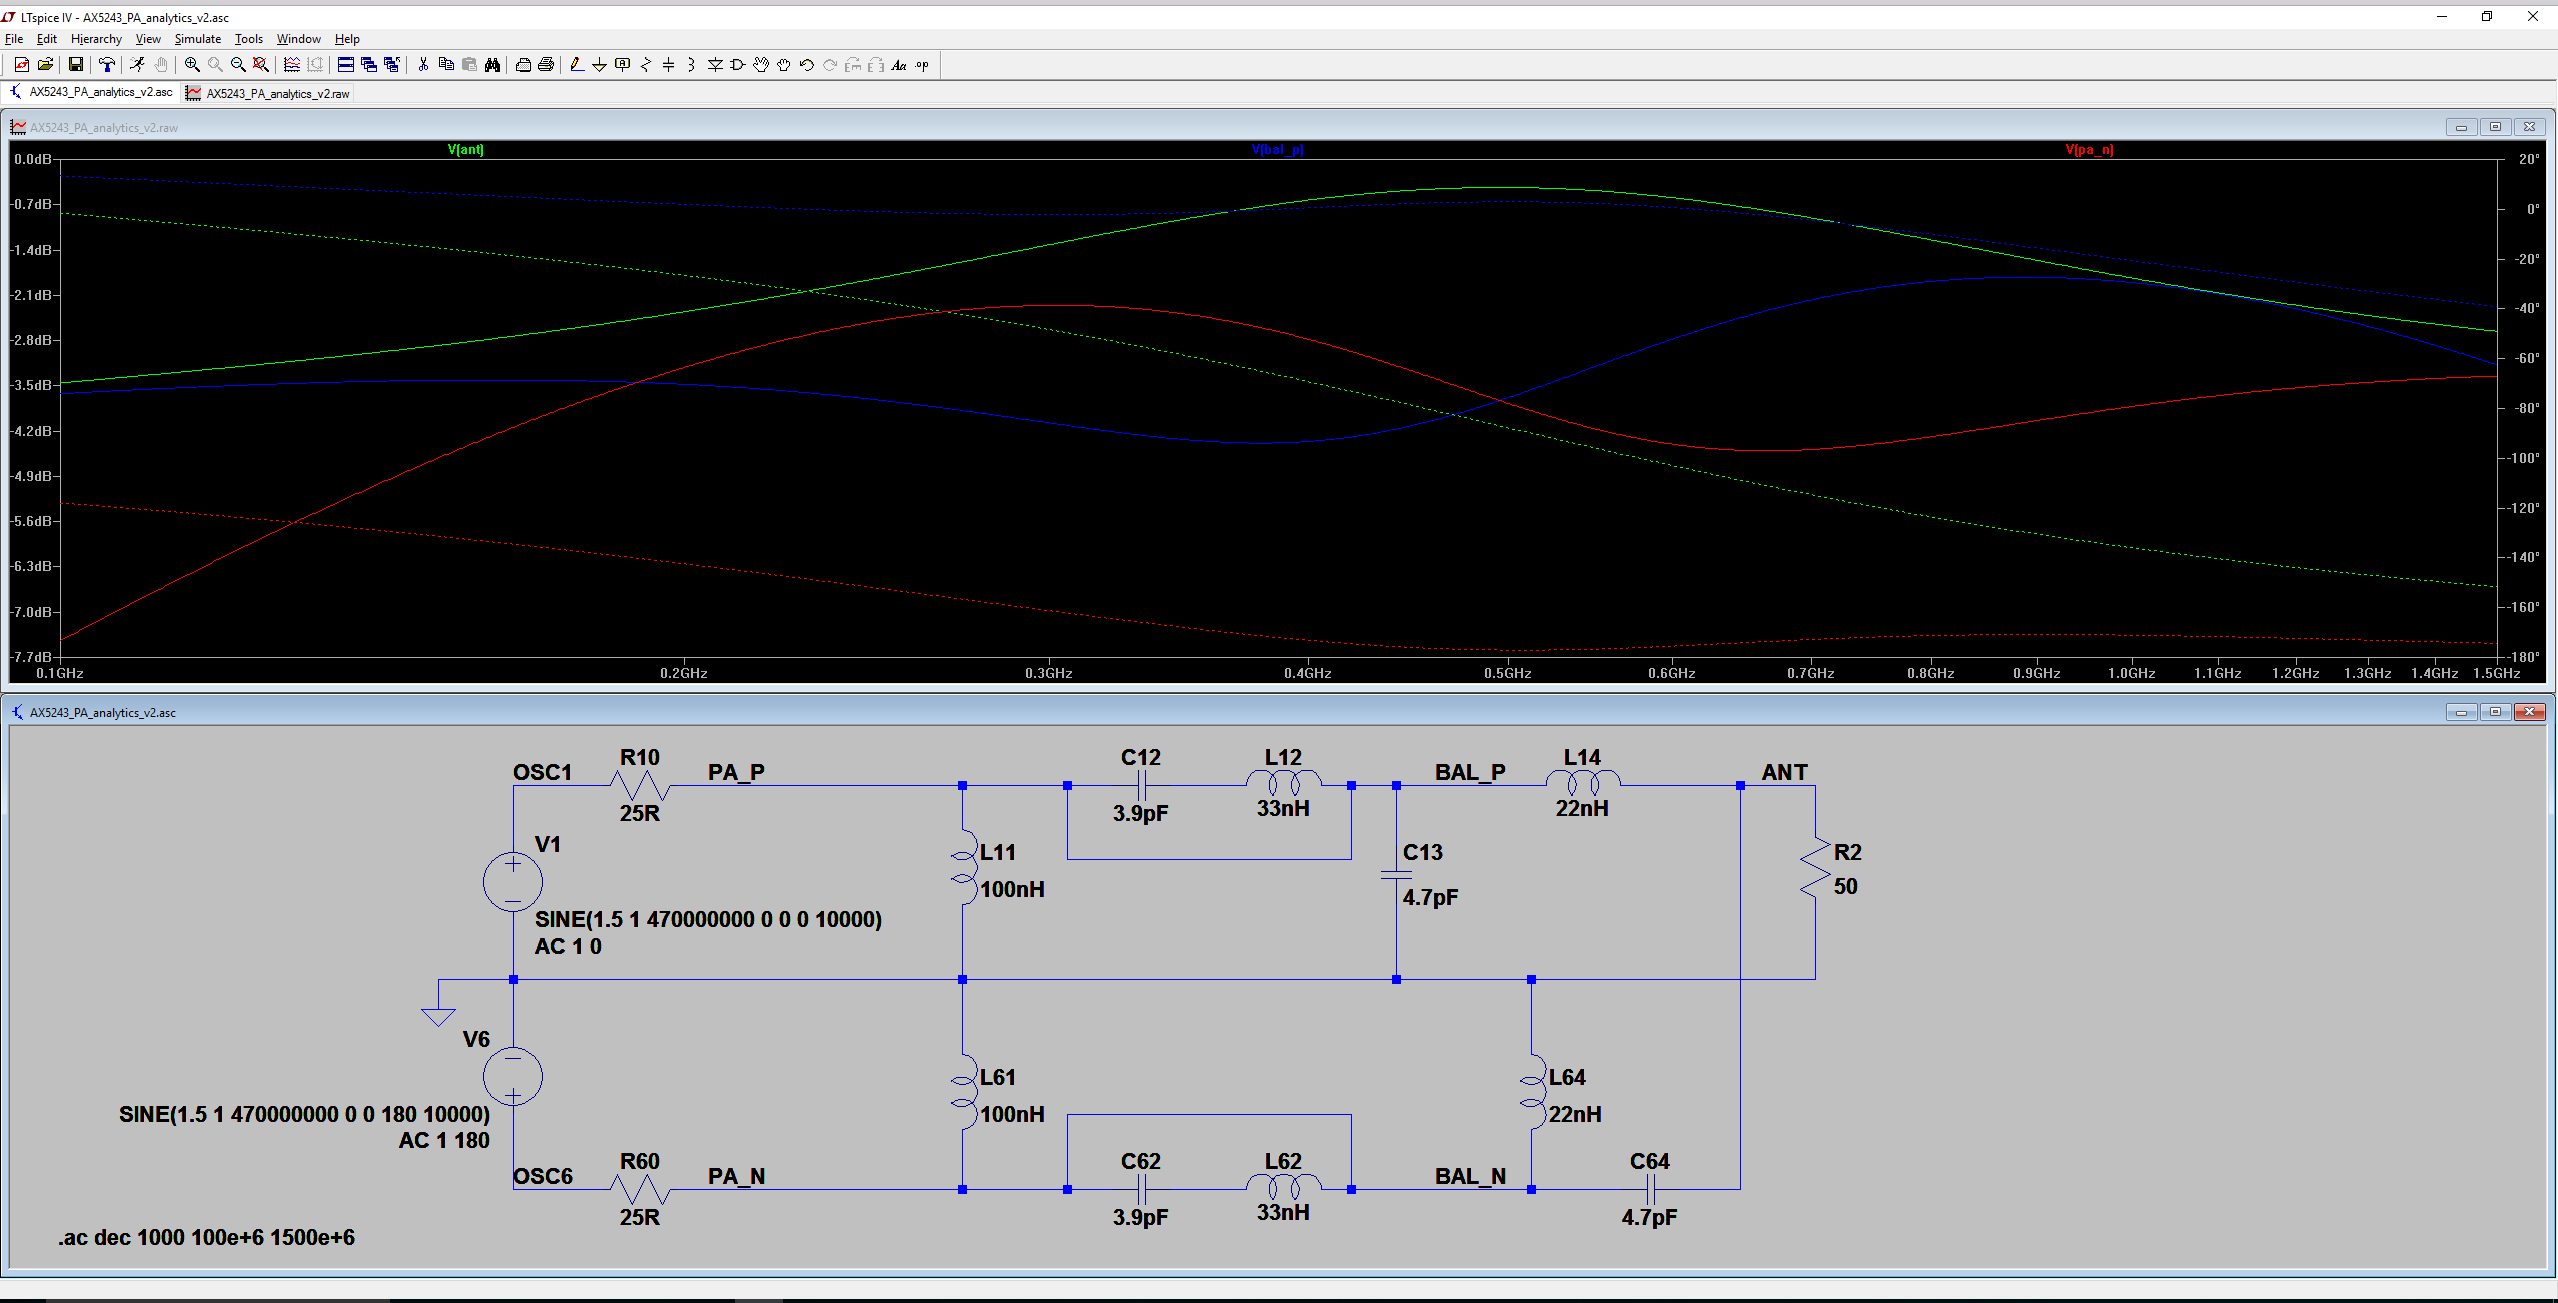 LTspice IV - AX5243_PA_analytics_v2.asc
File Edit Hierarchy View Simulate Tools Window Help
AX5243_PA_analytics_v2.asc AX5243_PA_analytics_v2.raw
AX5243_PA_analytics_v2.raw
V(ant) V(bal_p) V(pa_n)
0.0dB 20°
-0.7dB 0°
-1.4dB -20°
-2.1dB -40°
-2.8dB -60°
-3.5dB -80°
-4.2dB -100°
-4.9dB -120°
-5.6dB -140°
-6.3dB -160°
-7.0dB -180°
-7.7dB
0.1GHz 0.2GHz 0.3GHz 0.4GHz 0.5GHz 0.6GHz 0.7GHz 0.8GHz 0.9GHz 1.0GHz 1.1GHz 1.2GHz 1.3GHz 1.4GHz 1.5GHz
AX5243_PA_analytics_v2.asc
OSC1 R10 PA_P C12 L12 BAL_P L14 ANT
25R 3.9pF 33nH 22nH
V1 L11 C13 R2
100nH 4.7pF 50
SINE(1.5 1 470000000 0 0 0 10000)
AC 1 0
V6
L61 L64
SINE(1.5 1 470000000 0 0 180 10000) 100nH 22nH
AC 1 180
OSC6 R60 PA_N C62 L62 BAL_N C64
25R 3.9pF 33nH 4.7pF
.ac dec 1000 100e+6 1500e+6